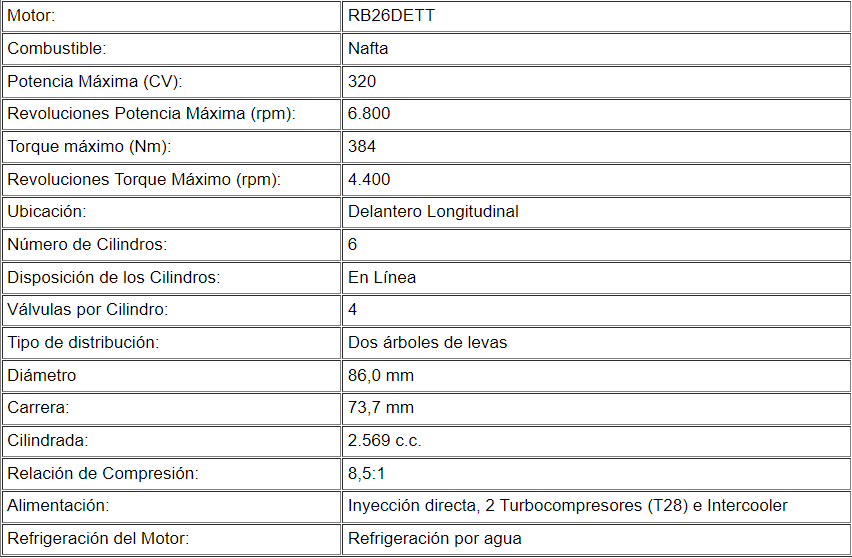 Motor: RB26DETT
Combustible: Nafta
Potencia Máxima (CV): 320
Revoluciones Potencia Máxima (rpm): 6.800
Torque máximo (Nm): 384
Revoluciones Torque Máximo (rpm): 4.400
Ubicación: Delantero Longitudinal
Número de Cilindros: 6
Disposición de los Cilindros: En Línea
Válvulas por Cilindro: 4
Tipo de distribución: Dos árboles de levas
Diámetro 86,0 mm
Carrera: 73,7 mm
Cilindrada: 2.569 c.c.
Relación de Compresión: 8,5:1
Alimentación: Inyección directa, 2 Turbocompresores (T28) e Intercooler
Refrigeración del Motor: Refrigeración por agua